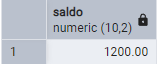 saldo
numeric (10,2)
1 1200.00